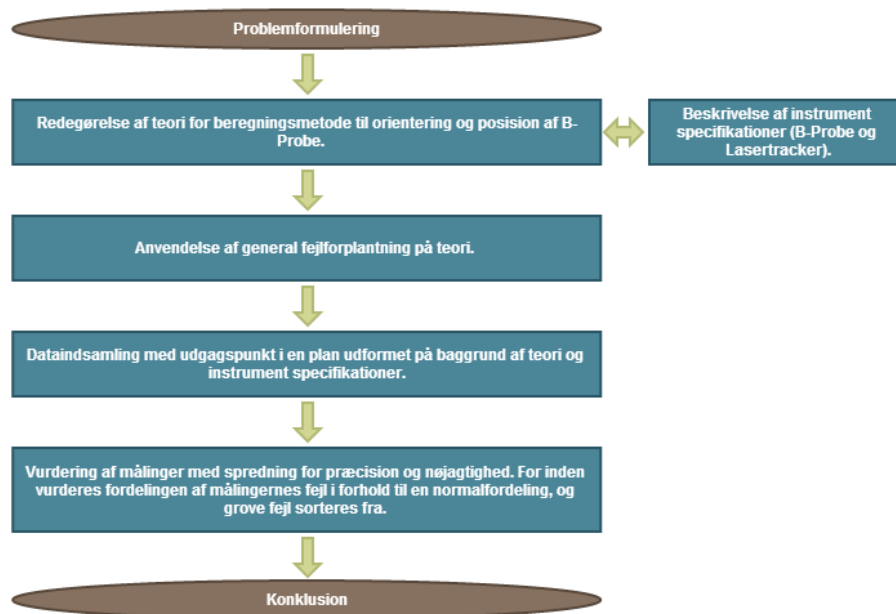 Problemformulering
Redegørelse af teori for beregningsmetode til orientering og posision af B-
Probe.
Beskrivelse af instrument
specifikationer (B-Probe og
Lasertracker).
Anvendelse af general fejlforplantning på teori.
Dataindsamling med udgagspunkt i en plan udformet på baggrund af teori og
instrument specifikationer.
Vurdering af målinger med spredning for præcision og nøjagtighed. For inden
vurderes fordelingen af målingernes fejl i forhold til en normalfordeling, og
grove fejl sorteres fra.
Konklusion